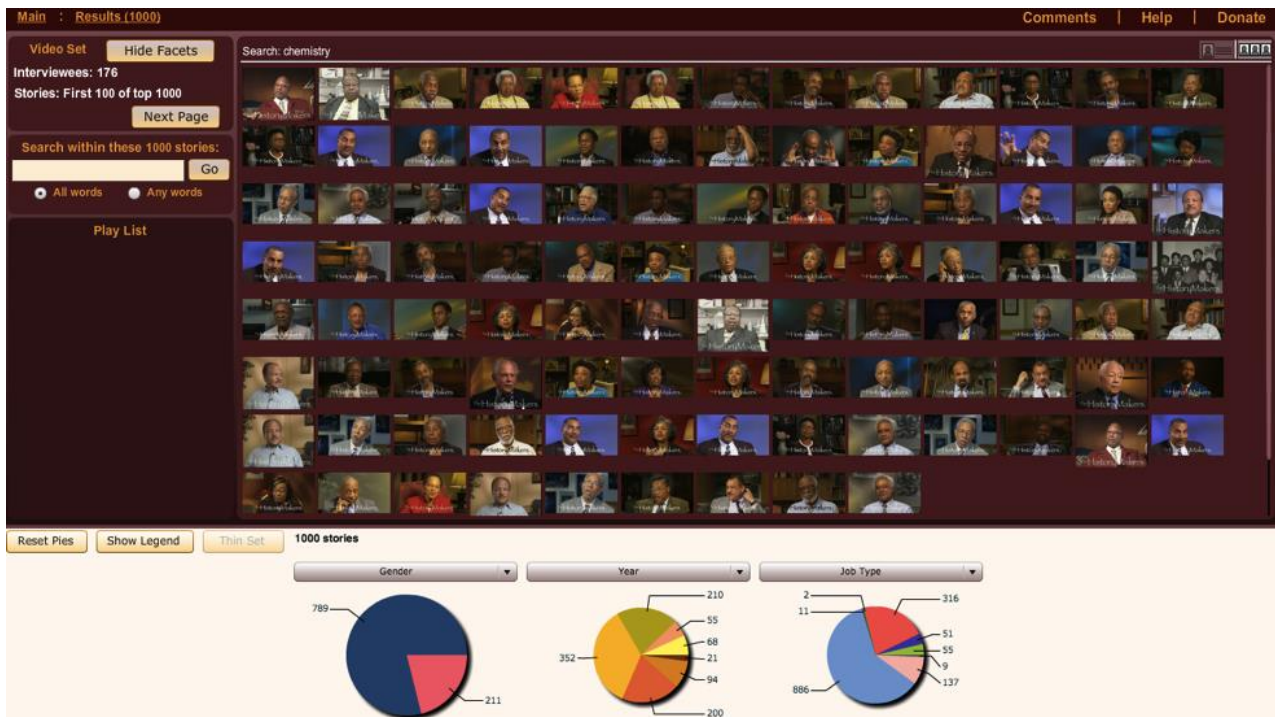 Main : Results (1000)
Comments | Help | Donate
Video Set
Hide Facets
Interviewees: 176
Stories: First 100 of top 1000
Next Page
Search within these 1000 stories:
Go
All words
Any words
Play List
Search: chemistry
Reset Pies
Show Legend
Thin Set
1000 stories
Gender
789
211
Year
210
55
68
21
94
200
352
Job Type
2
11
316
51
55
9
137
886